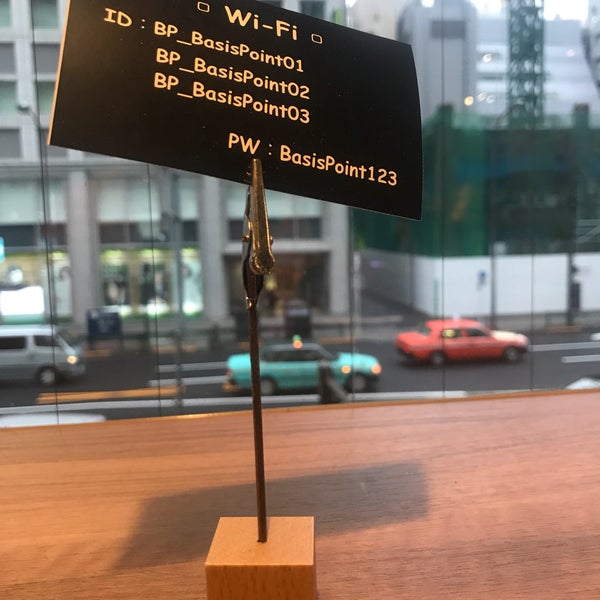 Wi-Fi
ID : BP_BasisPoint01
BP_BasisPoint02
BP_BasisPoint03
PW : BasisPoint123